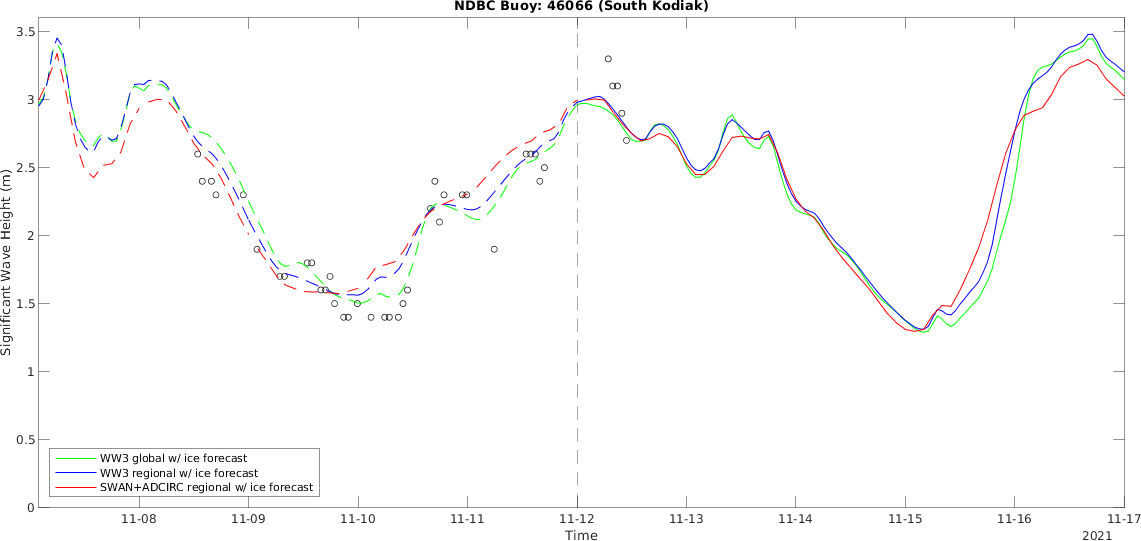 NDBC Buoy: 46066 (South Kodiak)
Significant Wave Height (m)
3.5
3
2.5
2
1.5
1
0.5
0
WW3 global w/ ice forecast
WW3 regional w/ ice forecast
SWAN+ADCIRC regional w/ ice forecast
11-08 11-09 11-10 11-11 11-12 11-13 11-14 11-15 11-16 11-17
Time
2021